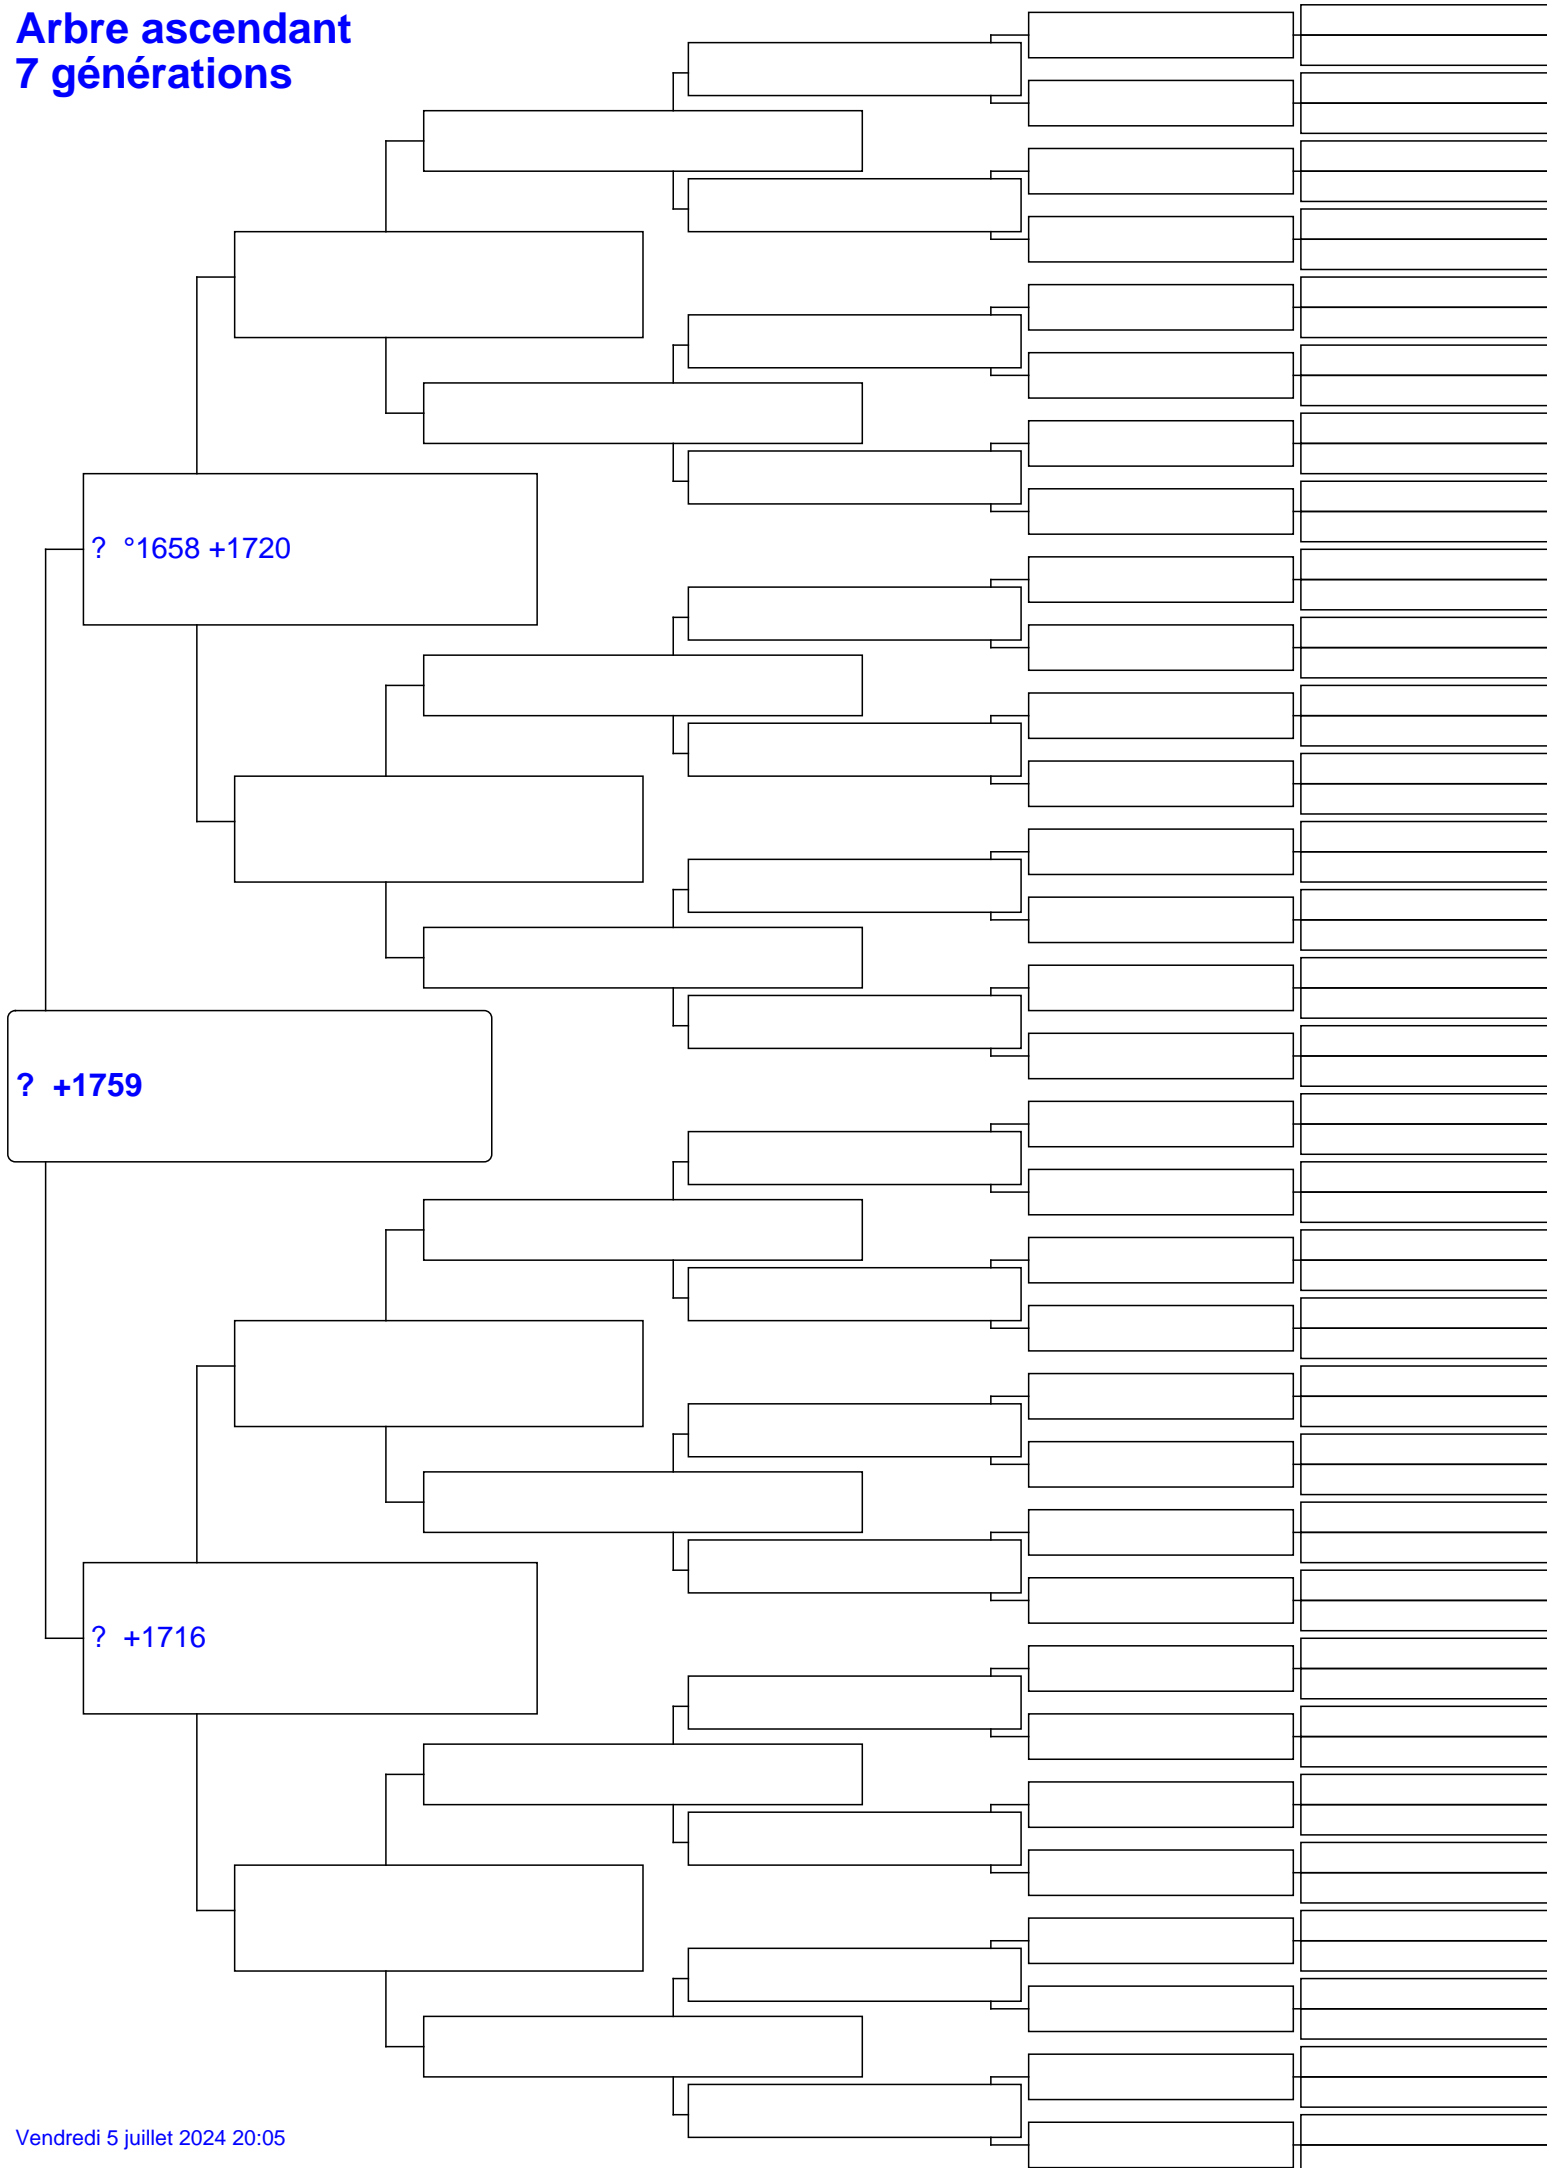 Arbre ascendant
7 générations
? °1658 +1720
? +1759
? +1716
Vendredi 5 juillet 2024 20:05